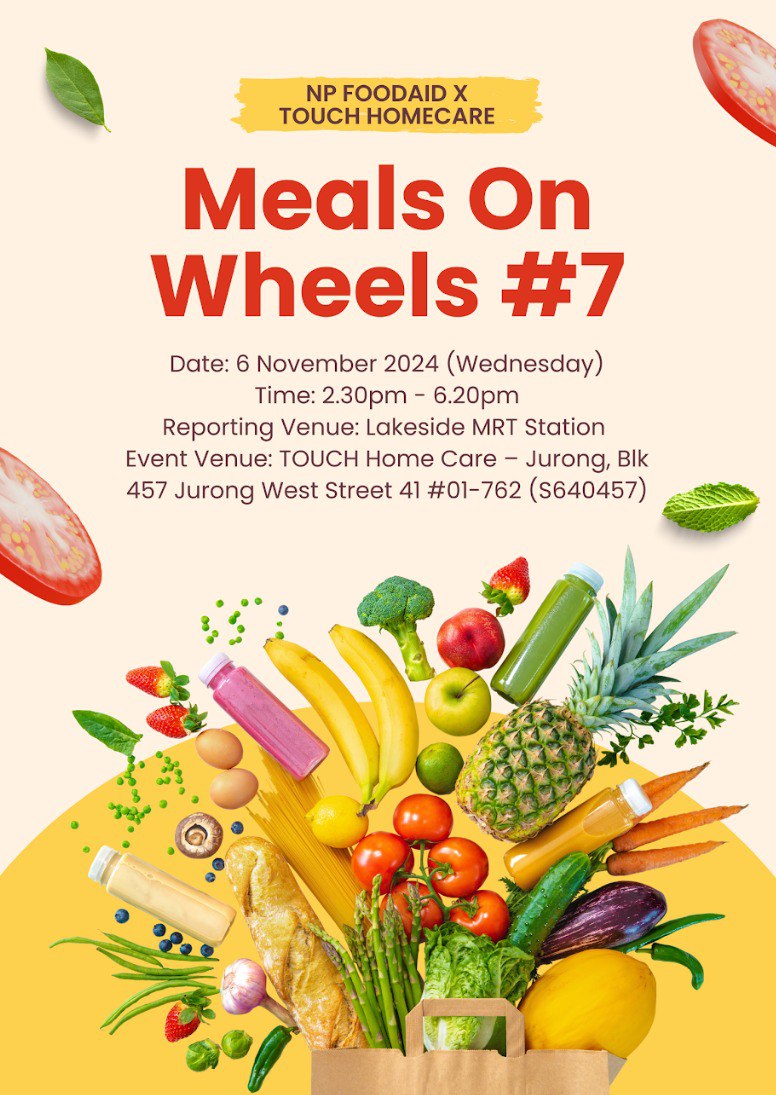 NP FOODAID X
TOUCH HOMECARE
Meals On
Wheels #7
Date: 6 November 2024 (Wednesday)
Time: 2.30pm - 6.20pm
Reporting Venue: Lakeside MRT Station
Event Venue: TOUCH Home Care – Jurong, Blk
457 Jurong West Street 41 #01-762 (S640457)